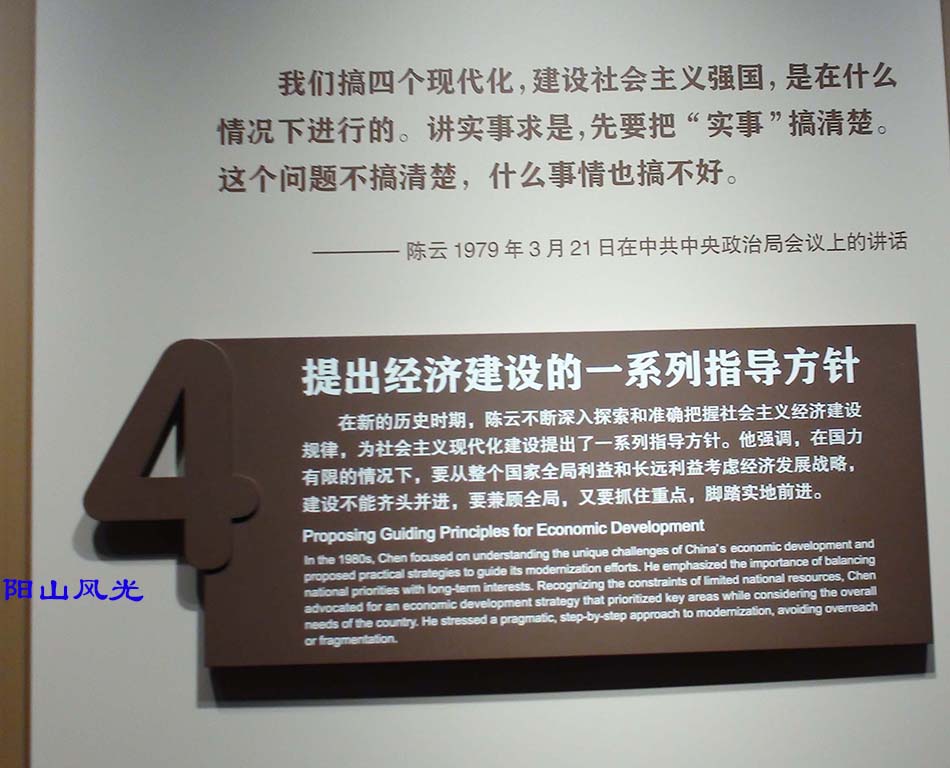 我们搞四个现代化，建设社会主义强国，是在什么
情况下进行的。讲实事求是，先要把“实事”搞清楚。
这个问题不搞清楚，什么事情也搞不好。
——陈云 1979 年 3 月 21 日在中共中央政治局会议上的讲话
4
提出经济建设的一系列指导方针
在新的历史时期，陈云不断深入探索和准确把握社会主义经济建设
规律，为社会主义现代化建设提出了一系列指导方针。他强调，在国力
有限的情况下，要从整个国家全局利益和长远利益考虑经济发展战略，
建设不能齐头并进，要兼顾全局，又要抓住重点，脚踏实地前进。
Proposing Guiding Principles for Economic Development
In the 1980s, Chen focused on understanding the unique challenges of China's economic development and
proposed practical strategies to guide its modernization efforts. He emphasized the importance of balancing
national priorities with long-term interests. Recognizing the constraints of limited national resources, Chen
advocated for an economic development strategy that prioritized key areas while considering the overall
needs of the country. He stressed a pragmatic, step-by-step approach to modernization, avoiding overreach
or fragmentation.
阳山风光